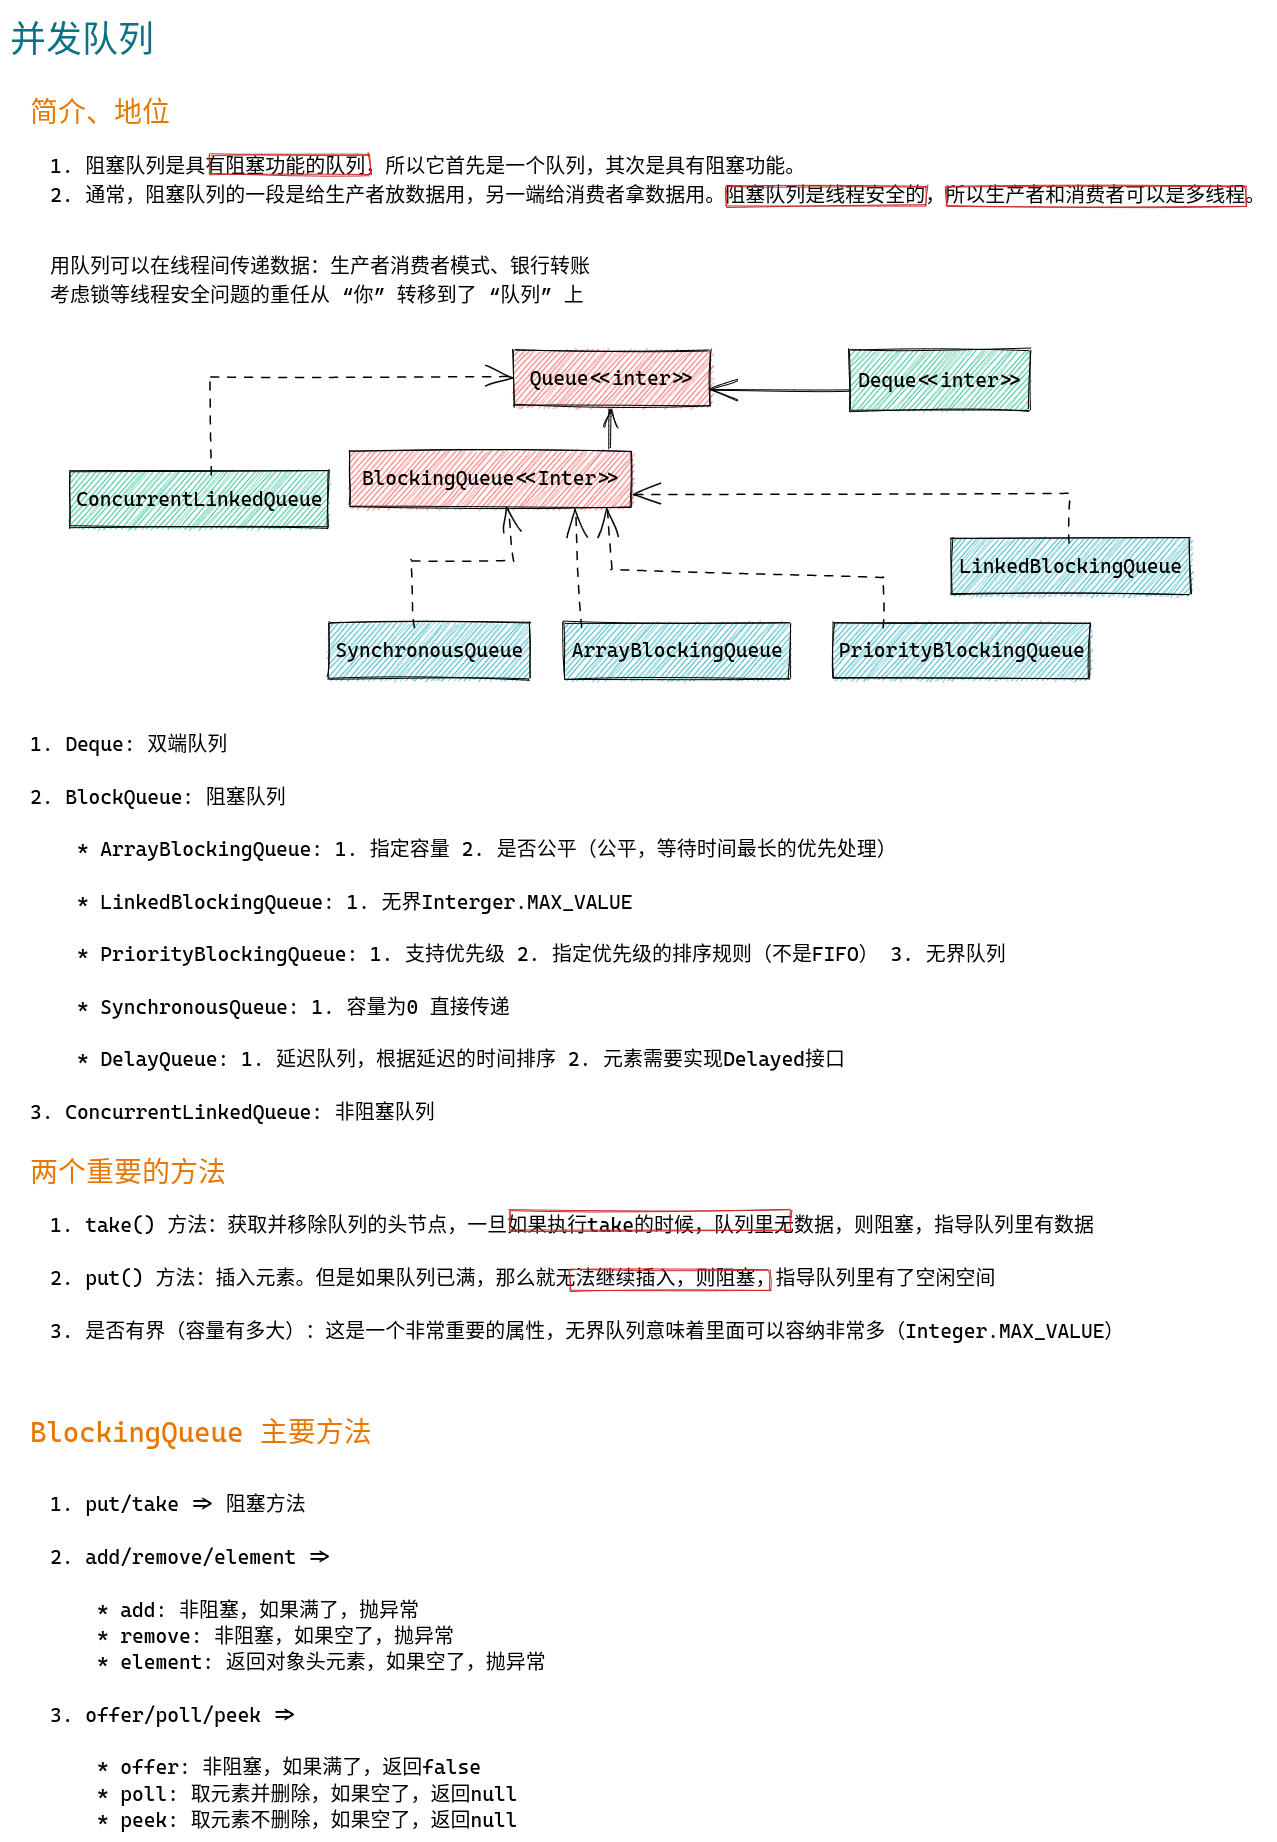 并发队列
简介、地位
1. 阻塞队列是具有阻塞功能的队列，所以它首先是一个队列，其次是具有阻塞功能。
2. 通常，阻塞队列的一段是给生产者放数据用，另一端给消费者拿数据用。阻塞队列是线程安全的，所以生产者和消费者可以是多线程。
用队列可以在线程间传递数据：生产者消费者模式、银行转账
考虑锁等线程安全问题的重任从 “你” 转移到了 “队列” 上
Queue<<inter>>
Deque<<inter>>
BlockingQueue<<Inter>>
ConcurrentLinkedQueue
LinkedBlockingQueue
SynchronousQueue
ArrayBlockingQueue
PriorityBlockingQueue
1. Deque: 双端队列
2. BlockQueue: 阻塞队列
* ArrayBlockingQueue: 1. 指定容量 2. 是否公平（公平，等待时间最长的优先处理）
* LinkedBlockingQueue: 1. 无界Interger.MAX_VALUE
* PriorityBlockingQueue: 1. 支持优先级 2. 指定优先级的排序规则（不是FIFO） 3. 无界队列
* SynchronousQueue: 1. 容量为0 直接传递
* DelayQueue: 1. 延迟队列，根据延迟的时间排序 2. 元素需要实现Delayed接口
3. ConcurrentLinkedQueue: 非阻塞队列
两个重要的方法
1. take() 方法：获取并移除队列的头节点，一旦如果执行take的时候，队列里无数据，则阻塞，指导队列里有数据
2. put() 方法：插入元素。但是如果队列已满，那么就无法继续插入，则阻塞，指导队列里有了空闲空间
3. 是否有界（容量有多大）：这是一个非常重要的属性，无界队列意味着里面可以容纳非常多（Integer.MAX_VALUE）
BlockingQueue 主要方法
1. put/take => 阻塞方法
2. add/remove/element =>
* add: 非阻塞，如果满了，抛异常
* remove: 非阻塞，如果空了，抛异常
* element: 返回对象头元素，如果空了，抛异常
3. offer/poll/peek =>
* offer: 非阻塞，如果满了，返回false
* poll: 取元素并删除，如果空了，返回null
* peek: 取元素不删除，如果空了，返回null